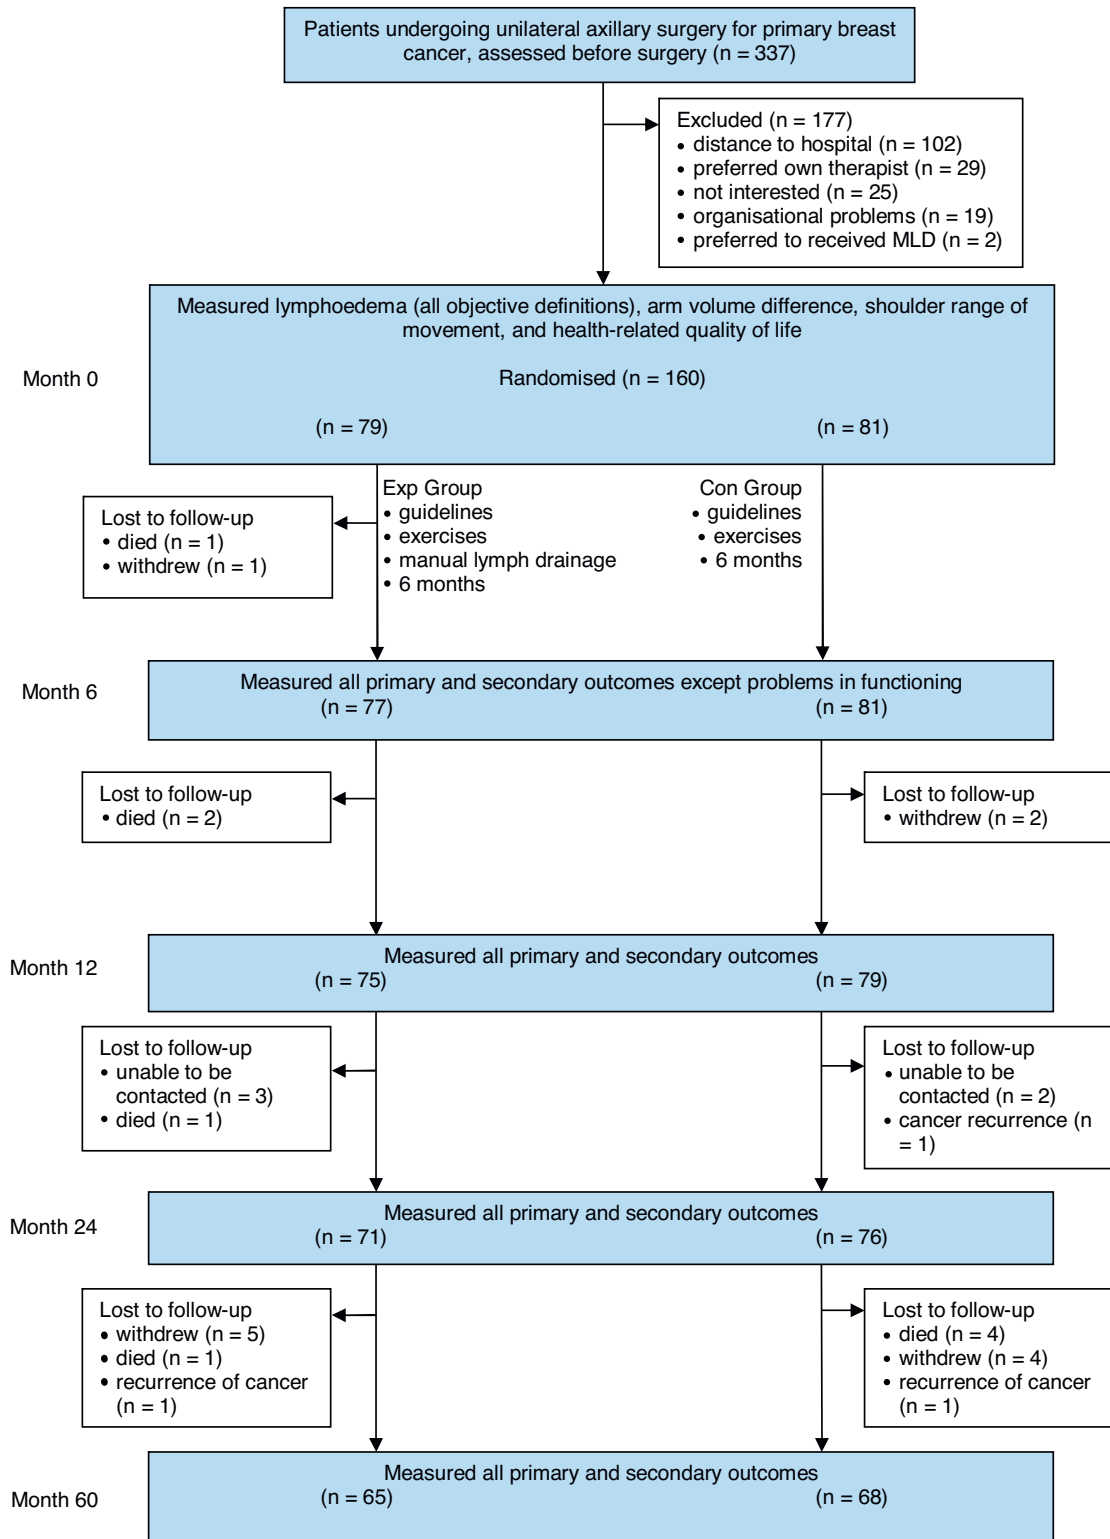 Patients undergoing unilateral axillary surgery for primary breast
cancer, assessed before surgery (n = 337)
Excluded (n = 177)
• distance to hospital (n = 102)
• preferred own therapist (n = 29)
• not interested (n = 25)
• organisational problems (n = 19)
• preferred to received MLD (n = 2)
Measured lymphoedema (all objective definitions), arm volume difference, shoulder range of
movement, and health-related quality of life
Month 0
Randomised (n = 160)
(n = 79)
(n = 81)
Lost to follow-up
• died (n = 1)
• withdrew (n = 1)
Exp Group
• guidelines
• exercises
• manual lymph drainage
• 6 months
Con Group
• guidelines
• exercises
• 6 months
Month 6
Measured all primary and secondary outcomes except problems in functioning
(n = 77)
(n = 81)
Lost to follow-up
• died (n = 2)
Lost to follow-up
• withdrew (n = 2)
Month 12
Measured all primary and secondary outcomes
(n = 75)
(n = 79)
Lost to follow-up
• unable to be
contacted (n = 3)
• died (n = 1)
Lost to follow-up
• unable to be
contacted (n = 2)
• cancer recurrence (n
= 1)
Month 24
Measured all primary and secondary outcomes
(n = 71)
(n = 76)
Lost to follow-up
• withdrew (n = 5)
• died (n = 1)
• recurrence of cancer
(n = 1)
Lost to follow-up
• died (n = 4)
• withdrew (n = 4)
• recurrence of cancer
(n = 1)
Month 60
Measured all primary and secondary outcomes
(n = 65)
(n = 68)